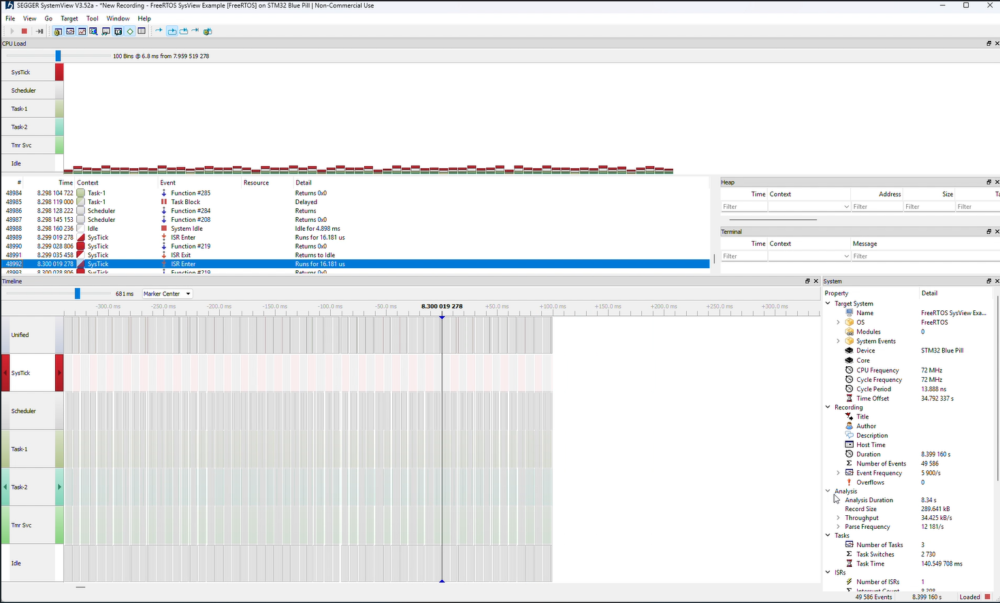 SEGGER SystemView V3.52a - *New Recording - FreeRTOS SysView Example [FreeRTOS] on STM32 Blue Pill | Non-Commercial Use
File View Go Target Tool Window Help
CPU Load
100 Bins @ 6.8 ms from 7.959 519 278
SysTick
Scheduler
Task-1
Task-2
Tmr Svc
Idle
# Time Context Event Resource Detail
48984 8.298 104 722 Task-1 Function #285 Returns 0x0
48985 8.298 119 000 Task-1 Task Block Delayed
48986 8.298 128 222 Scheduler Function #284 Returns
48987 8.298 145 153 Scheduler Function #208 Returns 0x0
48988 8.298 160 236 Idle System Idle Idle for 4.898 ms
48989 8.299 019 278 SysTick ISR Enter Runs for 16.181 us
48990 8.299 028 806 SysTick Function #219 Returns 0x0
48991 8.299 035 458 SysTick ISR Exit Returns to Idle
48992 8.300 019 278 SysTick ISR Enter Runs for 16.181 us
48993 8.300 028 806 SysTick Function #219 Returns 0x0
Heap
Time Context Address Size
Filter Filter Filter Filter
Terminal
Time Context Message
Filter Filter
Timeline
681 ms Marker Center
-300.0 ms -250.0 ms -200.0 ms -150.0 ms -100.0 ms -50.0 ms 8.300 019 278 +50.0 ms +100.0 ms +150.0 ms +200.0 ms +250.0 ms +300.0 ms
Unified
SysTick
Scheduler
Task-1
Task-2
Tmr Svc
Idle
System
Property Detail
Target System
Name FreeRTOS SysView Exa...
OS FreeRTOS
Modules 0
System Events
Device STM32 Blue Pill
Core
CPU Frequency 72 MHz
Cycle Frequency 72 MHz
Cycle Period 13.888 ns
Time Offset 34.792 337 s
Recording
Title
Author
Description
Host Time
Duration 8.399 160 s
Number of Events 49 586
Event Frequency 5 900/s
Overflows 0
Analysis
Analysis Duration 8.34 s
Record Size 289.641 kB
Throughput 34.425 kB/s
Parse Frequency 12 181/s
Tasks
Number of Tasks 3
Task Switches 2 730
Task Time 140.549 708 ms
ISRs
Number of ISRs 1
Interrupt Count 8 398
49 586 Events 8.399 160 s Loaded